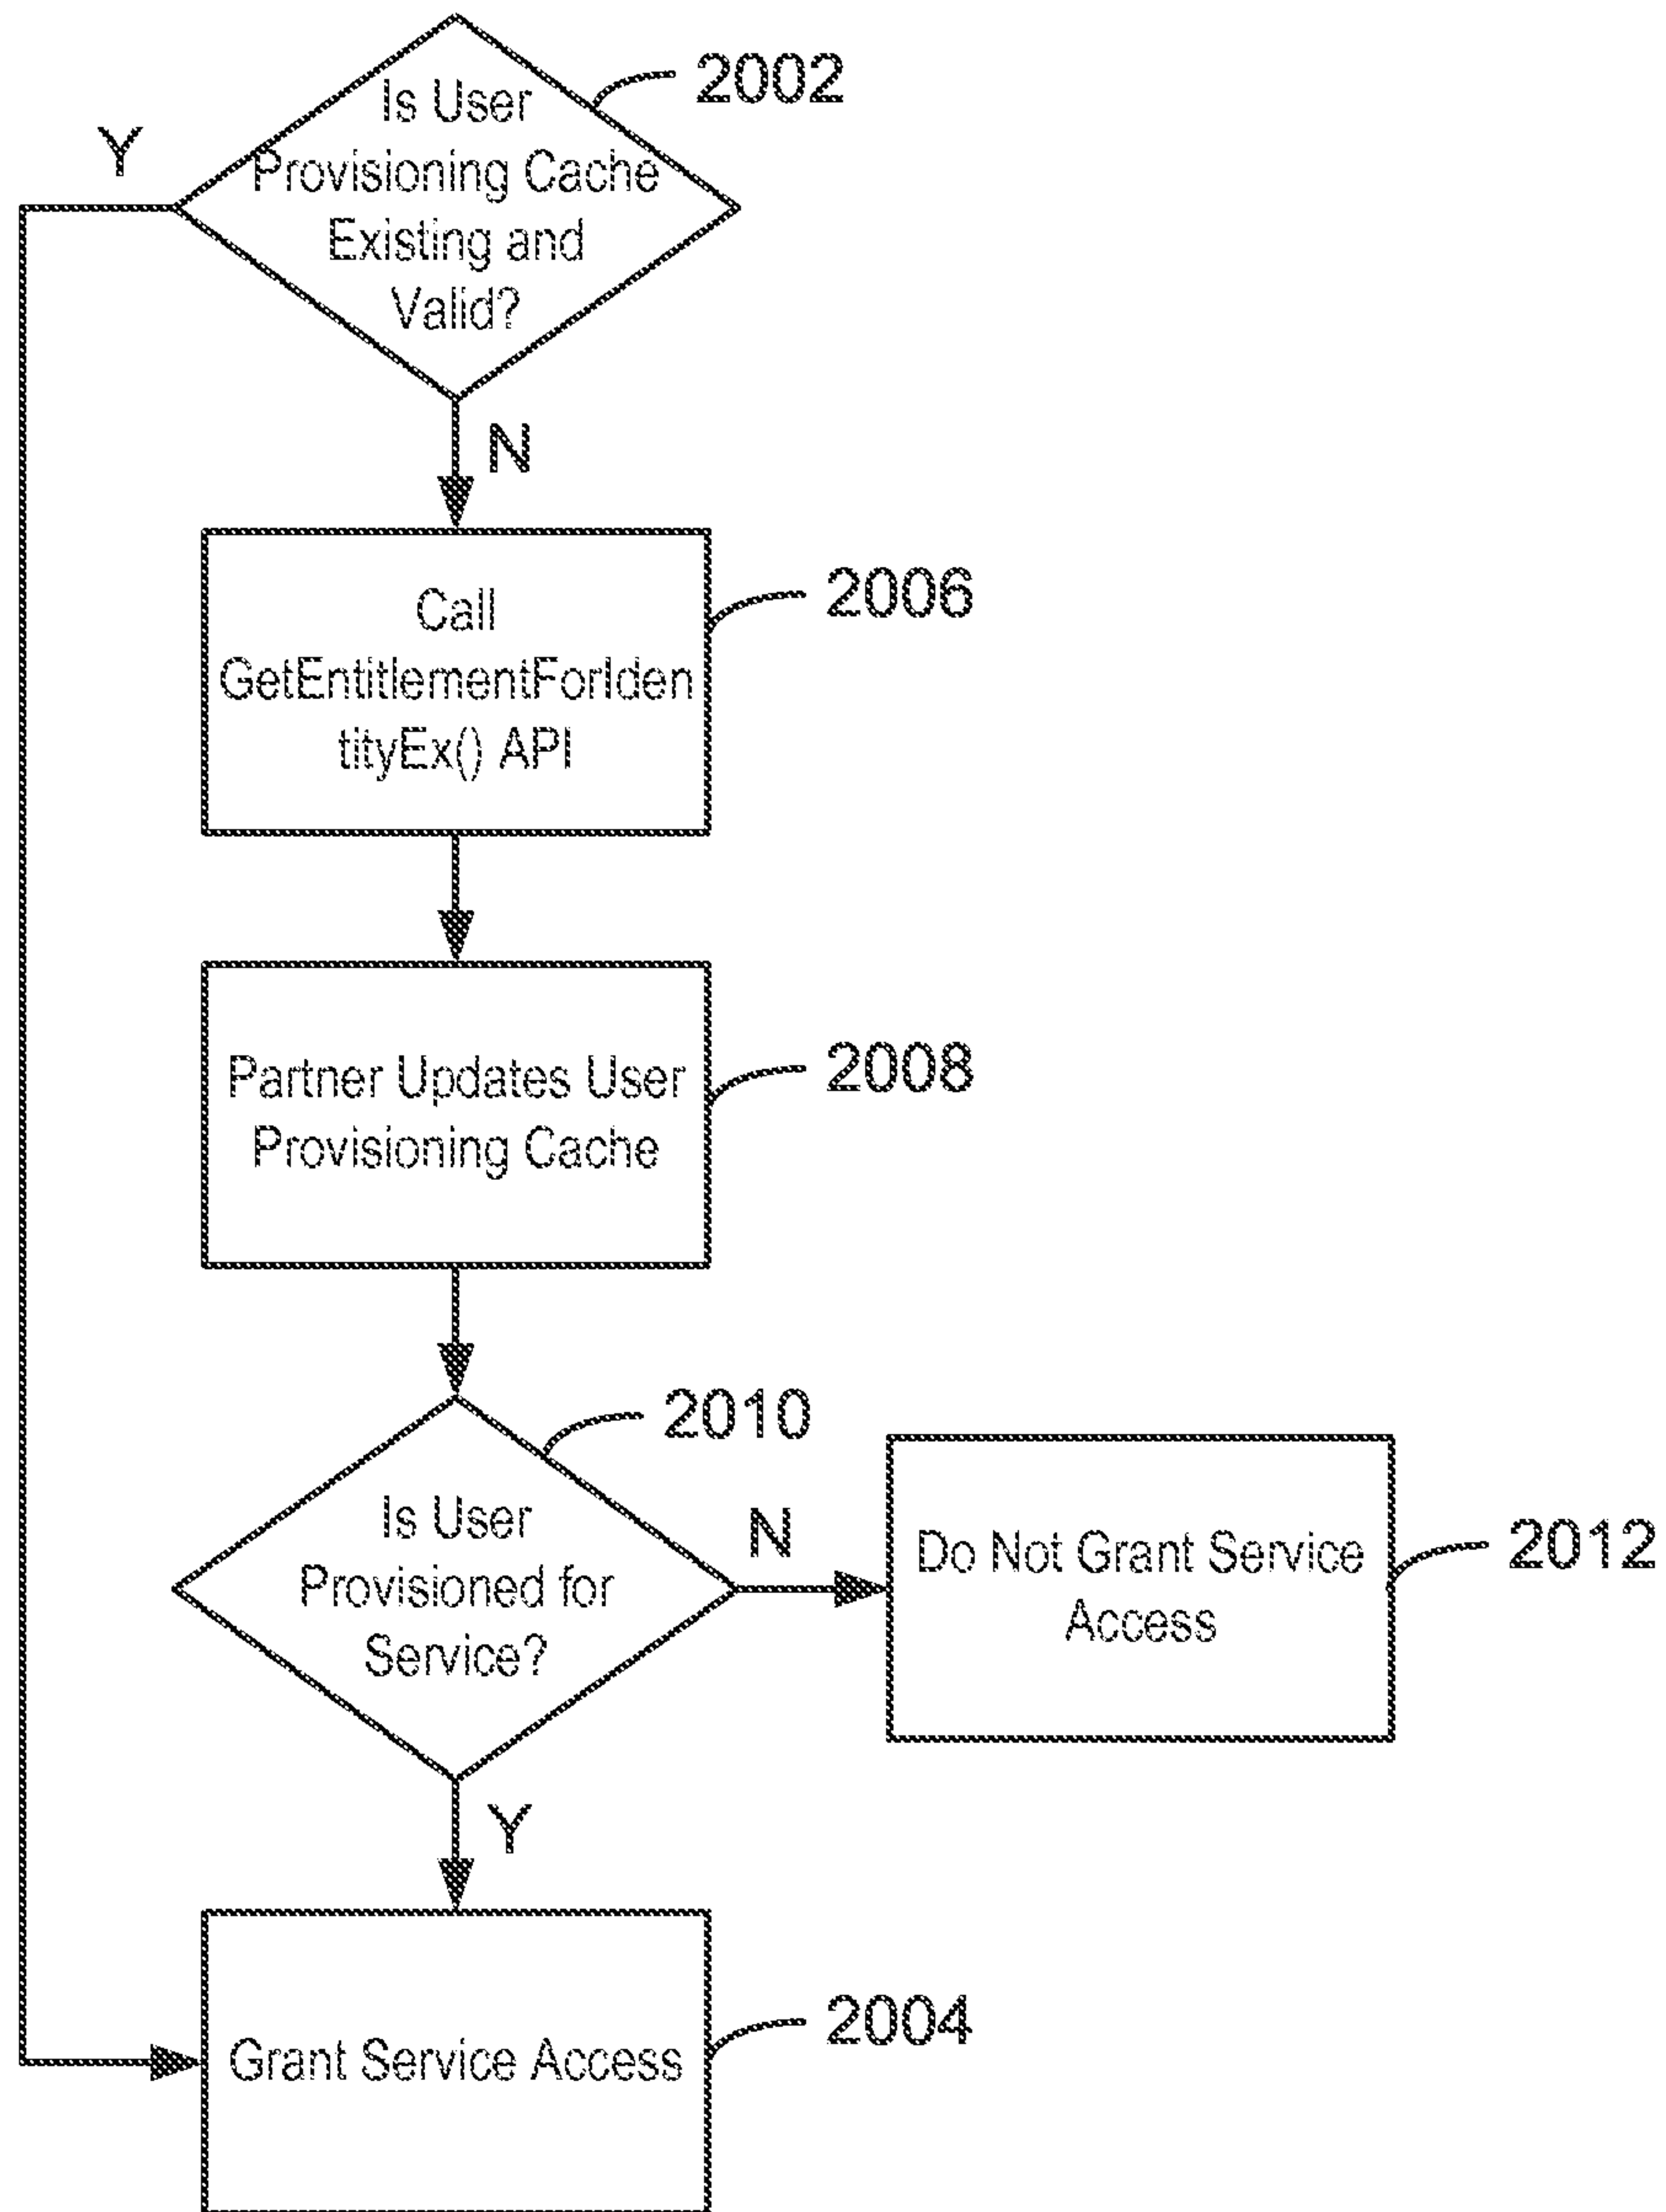 2002
Is User
Provisioning Cache
Existing and
Valid?
Y
N
2006
Call
GetEntitlementForIden
tityEx() API
2008
Partner Updates User
Provisioning Cache
2010
Is User
Provisioned for
Service?
N
Do Not Grant Service
Access
2012
Y
2004
Grant Service Access